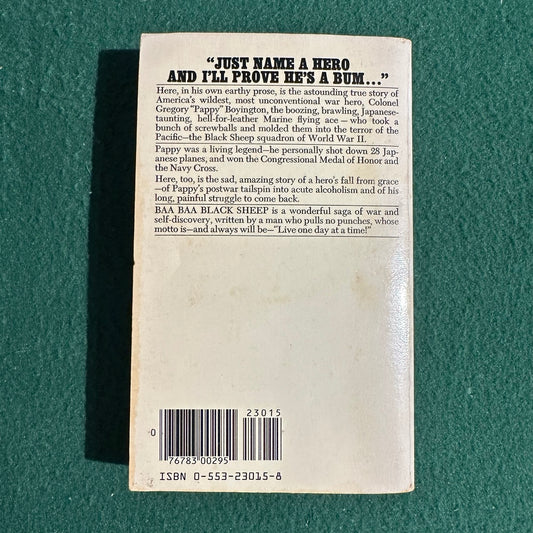 “JUST NAME A HERO
AND I’LL PROVE HE’S A BUM...”
Here, in his own earthy prose, is the astounding true story of
America’s wildest, most unconventional war hero, Colonel
Gregory “Pappy” Boyington, the boozing, brawling, Japanese-
taunting, hell-for-leather Marine flying ace—who took a
bunch of screwballs and molded them into the terror of the
Pacific—the Black Sheep squadron of World War II.
Pappy was a living legend—he personally shot down 28 Jap-
anese planes, and won the Congressional Medal of Honor and
the Navy Cross.
Here, too, is the sad, amazing story of a hero’s fall from grace
—of Pappy’s postwar tailspin into acute alcoholism and of his
long, painful struggle to come back.
BAA BAA BLACK SHEEP is a wonderful saga of war and
self-discovery, written by a man who pulls no punches, whose
motto is—and always will be—“Live one day at a time!”
23015
0
76783 00295
ISBN 0-553-23015-8